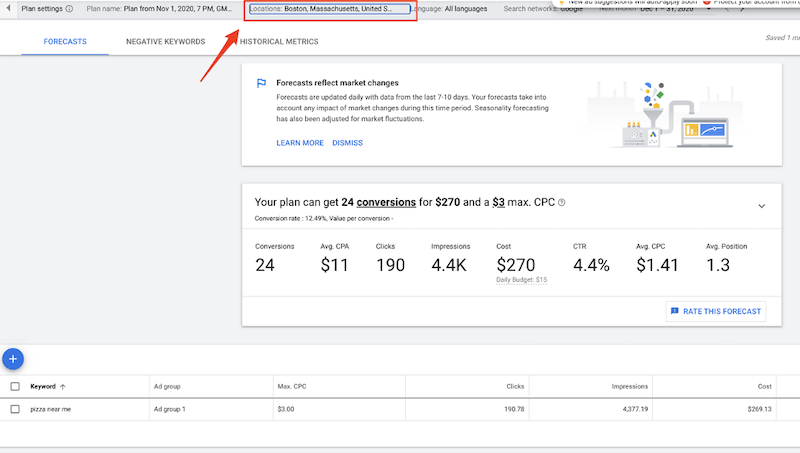 New ad suggestions will auto-apply soon Protect your account from
Plan settings Plan name: Plan from Nov 1, 2020, 7 PM, GM... Locations: Boston, Massachusetts, United S... Language: All languages Search networks: Google Next month Dec 1 – 31, 2020
FORECASTS NEGATIVE KEYWORDS HISTORICAL METRICS Saved 1 m
Forecasts reflect market changes
Forecasts are updated daily with data from the last 7-10 days. Your forecasts take into
account any impact of market changes during this time period. Seasonality forecasting
has also been adjusted for market fluctuations.
LEARN MORE DISMISS
Your plan can get 24 conversions for $270 and a $3 max. CPC
Conversion rate : 12.49%, Value per conversion -
Conversions Avg. CPA Clicks Impressions Cost CTR Avg. CPC Avg. Position
24 $11 190 4.4K $270 4.4% $1.41 1.3
Daily Budget: $15
RATE THIS FORECAST
Keyword Ad group Max. CPC Clicks Impressions Cost
pizza near me Ad group 1 $3.00 190.78 4,377.19 $269.13